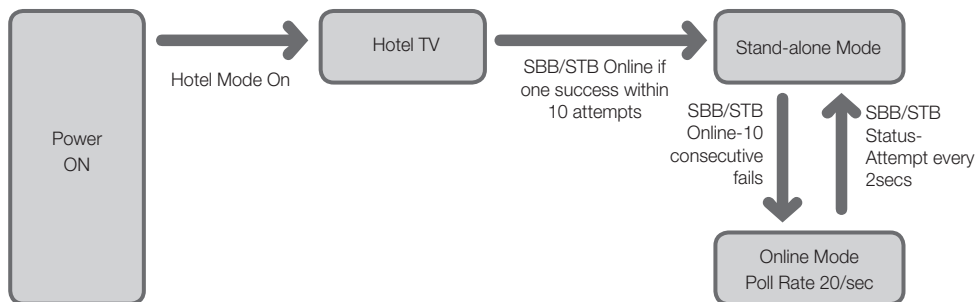 Power
ON
Hotel Mode On
Hotel TV
SBB/STB Online if
one success within
10 attempts
Stand-alone Mode
SBB/STB
Online-10
consecutive
fails
SBB/STB
Status-
Attempt every
2secs
Online Mode
Poll Rate 20/sec